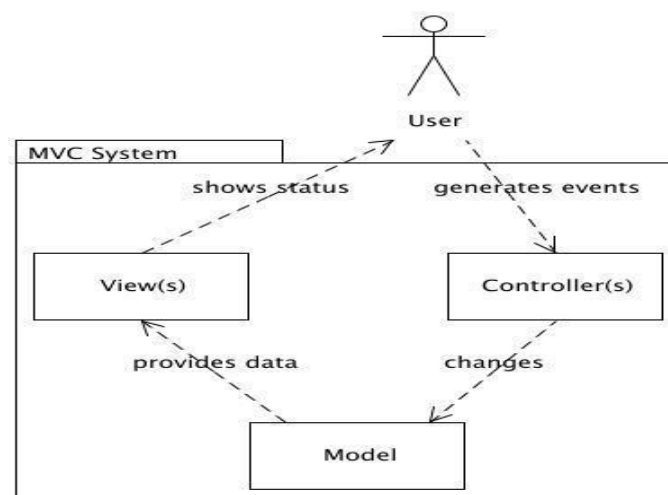 User
MVC System
shows status
generates events
View(s)
Controller(s)
provides data
changes
Model